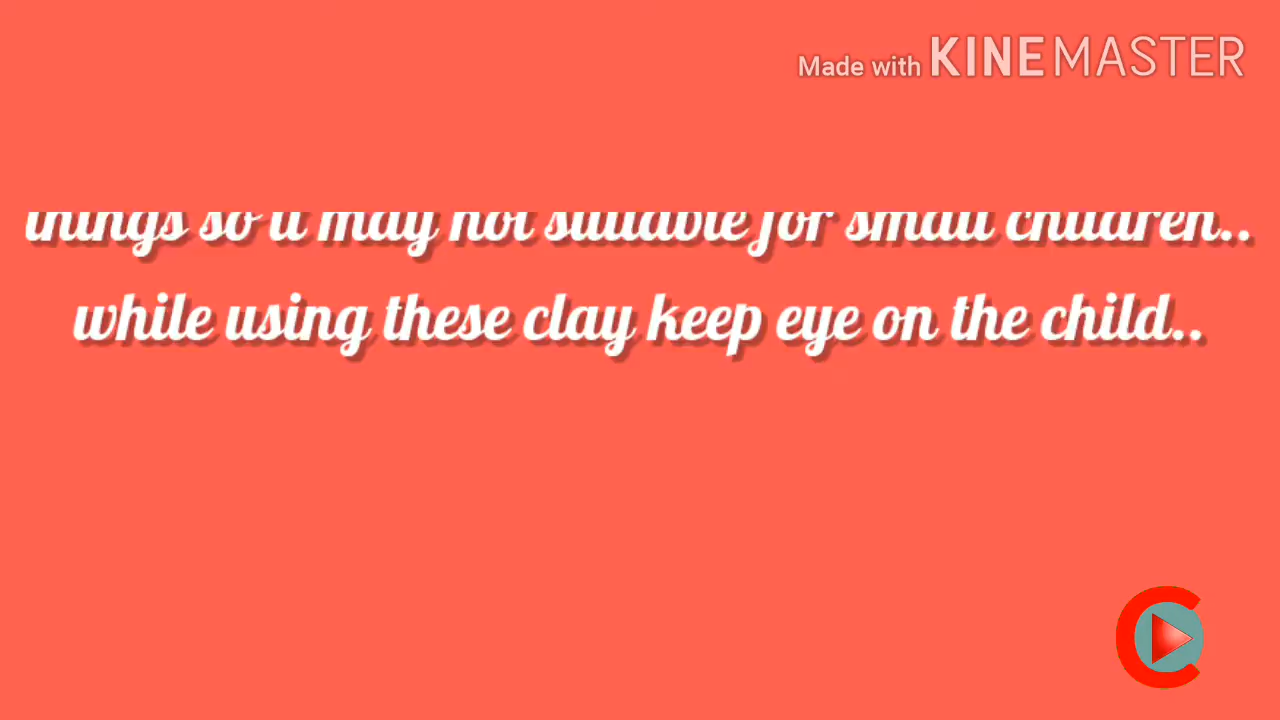 Made with KINEMASTER
things so it may not suitable for small children..
while using these clay keep eye on the child..